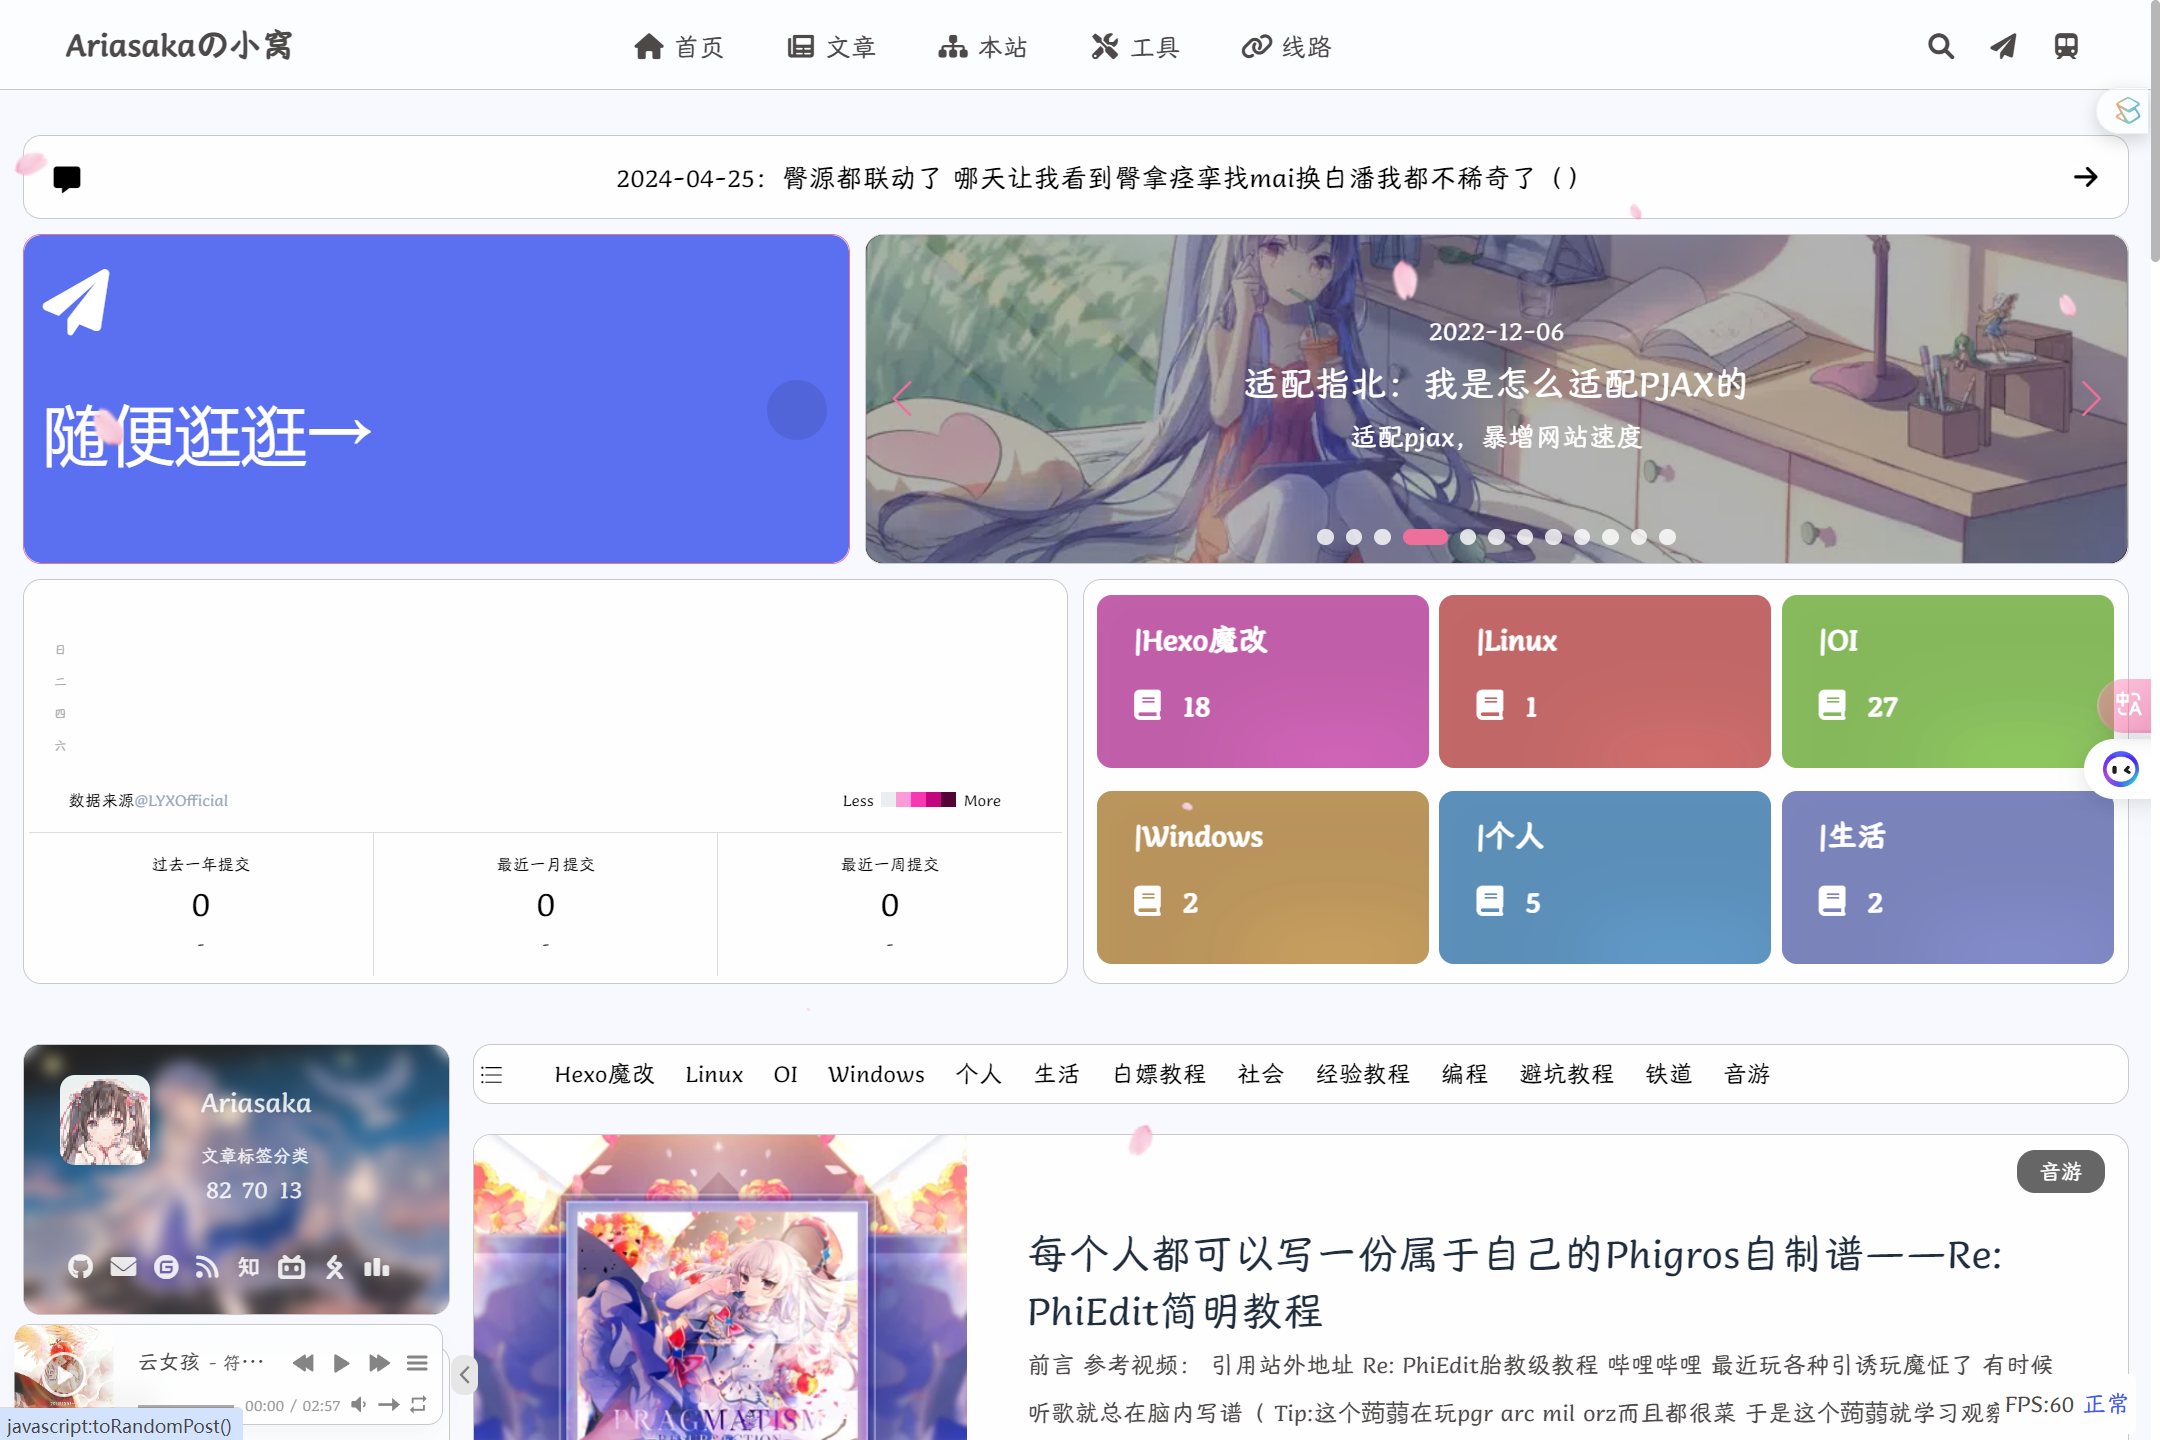 Ariasakaの小窝
首页 文章 本站 工具 线路
2024-04-25：臀源都联动了 哪天让我看到臀拿痉挛找mai换白潘我都不稀奇了（）
随便逛逛→
2022-12-06
适配指北：我是怎么适配PJAX的
适配pjax，暴增网站速度
日
二
四
六
数据来源@LYXOfficial
Less More
过去一年提交 最近一月提交 最近一周提交
0 0 0
- - -
|Hexo魔改 |Linux |OI
18 1 27
|Windows |个人 |生活
2 5 2
Ariasaka
文章标签分类
82 70 13
知
云女孩 - 符···
00:00 / 02:57
javascript:toRandomPost()
Hexo魔改 Linux OI Windows 个人 生活 白嫖教程 社会 经验教程 编程 避坑教程 铁道 音游
PRAGMATISM
RESURRECTION
音游
每个人都可以写一份属于自己的Phigros自制谱——Re:
PhiEdit简明教程
前言 参考视频： 引用站外地址 Re: PhiEdit胎教级教程 哔哩哔哩 最近玩各种引诱玩魔怔了 有时候
听歌就总在脑内写谱（ Tip:这个蒟蒻在玩pgr arc mil orz而且都很菜 于是这个蒟蒻就学习观察
FPS:60 正常
中
A